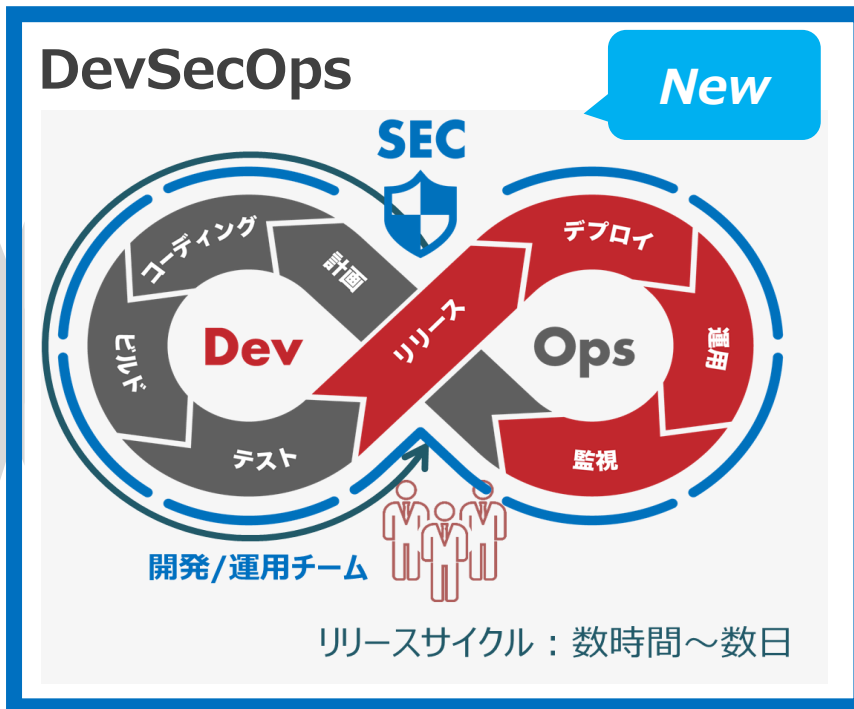 DevSecOps
New
SEC
計画
コーディング
ビルド
テスト
リリース
デプロイ
運用
監視
Dev
Ops
開発/運用チーム
リリースサイクル：数時間～数日